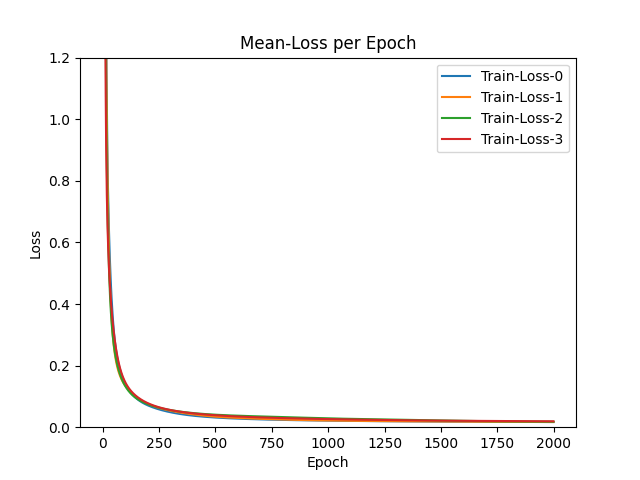 Mean-Loss per Epoch
1.2
1.0
0.8
0.6
0.4
0.2
0.0
Loss
Train-Loss-0
Train-Loss-1
Train-Loss-2
Train-Loss-3
0 250 500 750 1000 1250 1500 1750 2000
Epoch